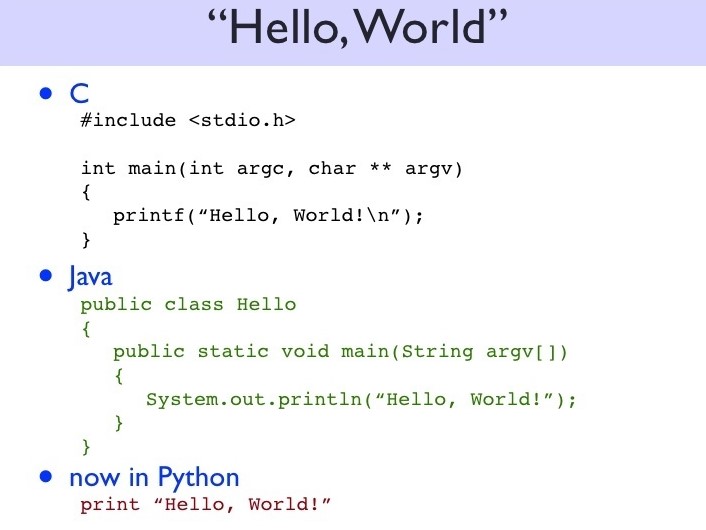 “Hello, World”
• C
#include <stdio.h>
int main(int argc, char ** argv)
{
printf(“Hello, World!\n”);
}
• Java
public class Hello
{
public static void main(String argv[])
{
System.out.println(“Hello, World!”);
}
}
• now in Python
print “Hello, World!”